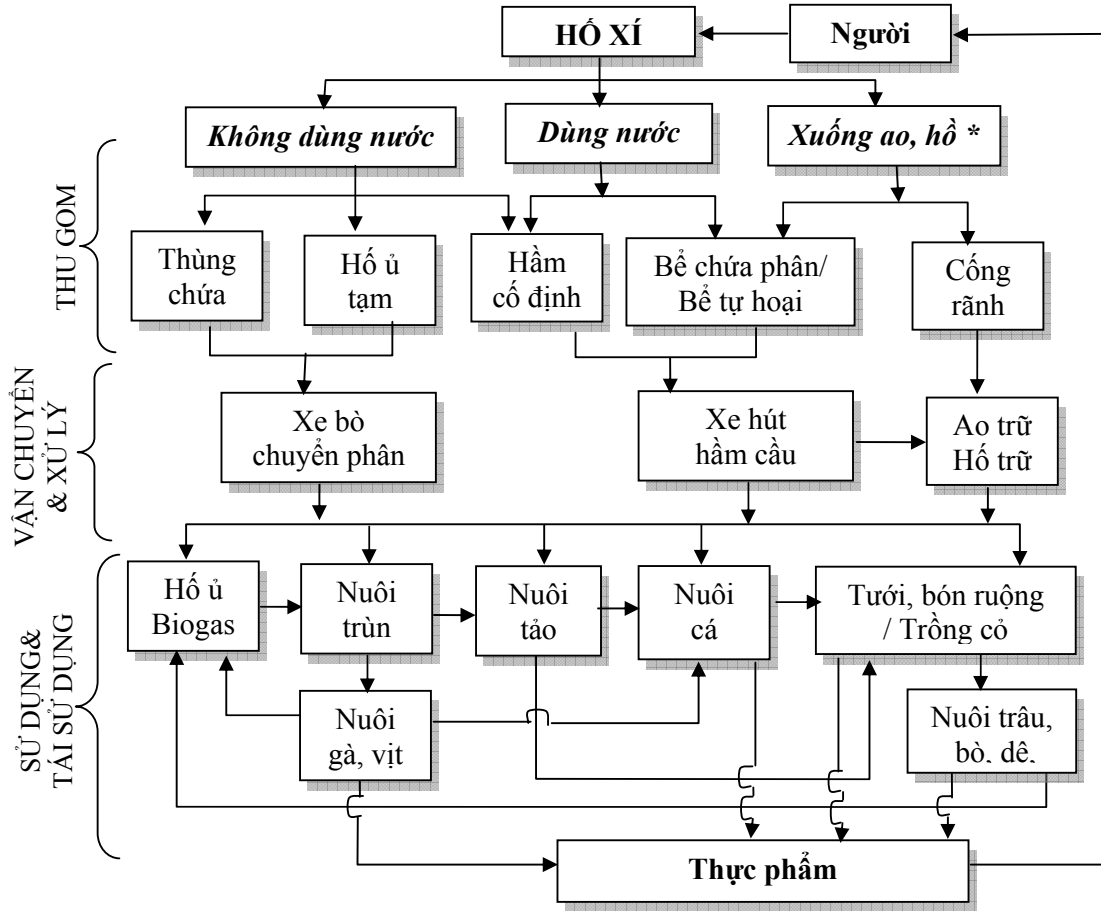 HỐ XÍ
Người
Không dùng nước
Dùng nước
Xuống ao, hồ *
THU GOM
Thùng
chứa
Hố ủ
tạm
Hầm
cố định
Bể chứa phân/
Bể tự hoại
Cống
rãnh
VẬN CHUYỂN
& XỬ LÝ
Xe bò
chuyển phân
Xe hút
hầm cầu
Ao trữ
Hố trữ
SỬ DỤNG&
TÁI SỬ DỤNG
Hố ủ
Biogas
Nuôi
trùn
Nuôi
tảo
Nuôi
cá
Tưới, bón ruộng
/ Trồng cỏ
Nuôi
gà, vịt
Nuôi trâu,
bò, dê,
Thực phẩm